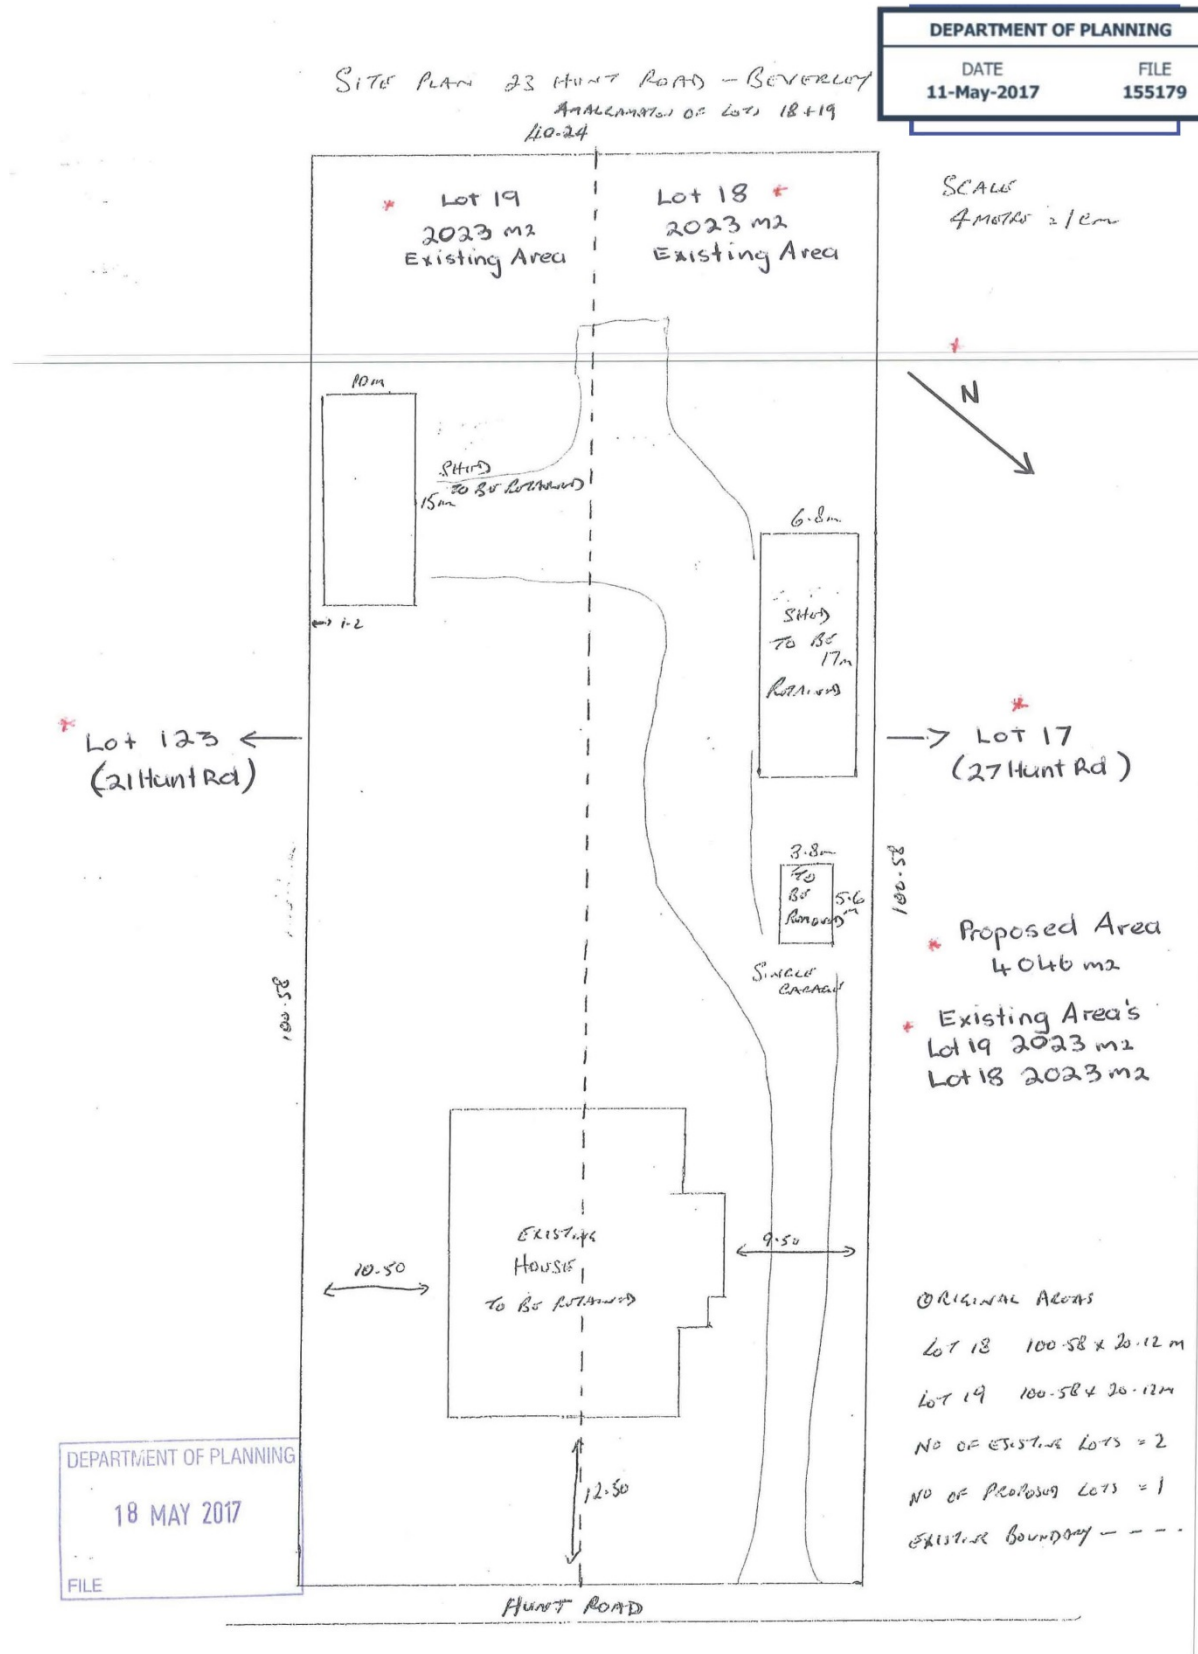 DEPARTMENT OF PLANNING
DATE FILE
11-May-2017 155179
SITE PLAN 23 HUNT ROAD - BEVERLEY
AMALGAMATION OF LOTS 18+19
40.24
SCALE
4 METRE = 1cm
* Lot 19
2023 m2
Existing Area
Lot 18 *
2023 m2
Existing Area
N
10m
SHED
TO BE RETAINED
15m
1.2
6.8m
SHED
TO BE
17m
RETAINED
* Lot 123
(21 Hunt Rd)
* LOT 17
(27 Hunt Rd)
3.8m
TO
BE
REMOVED
5.6m
SINGLE
GARAGE
100.58
100.58
* Proposed Area
4046 m2
* Existing Area's
Lot 19 2023 m2
Lot 18 2023 m2
EXISTING
HOUSE
TO BE RETAINED
10.50
9.50
12.50
ORIGINAL AREAS
LOT 18 100.58 x 20.12 m
LOT 19 100.58 x 20.12m
NO OF EXISTING LOTS = 2
NO OF PROPOSED LOTS = 1
EXISTING BOUNDARY - - - -
DEPARTMENT OF PLANNING
18 MAY 2017
FILE
HUNT ROAD